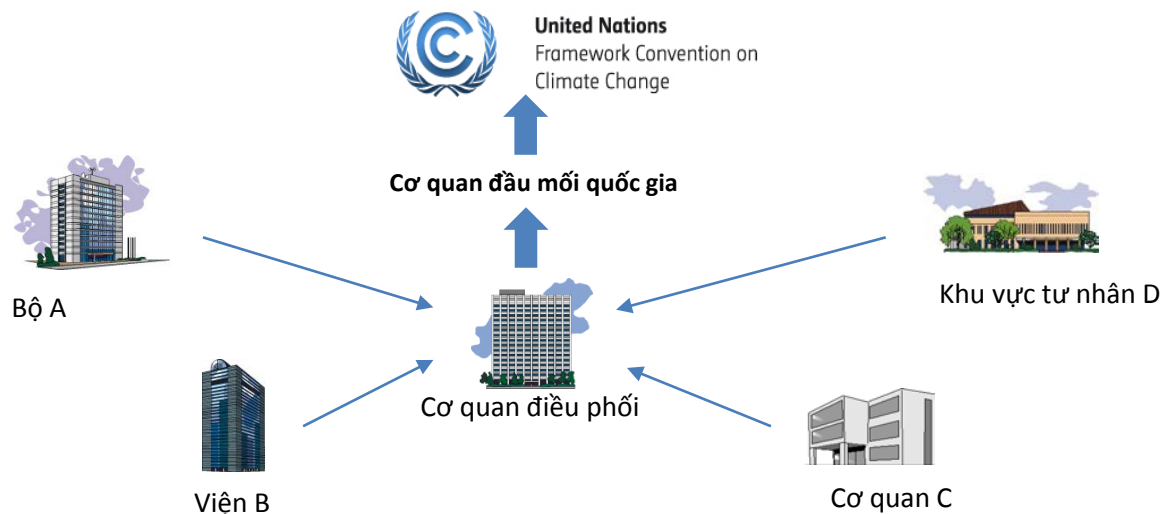 United Nations
Framework Convention on
Climate Change
Cơ quan đầu mối quốc gia
Bộ A
Khu vực tư nhân D
Cơ quan điều phối
Viện B
Cơ quan C